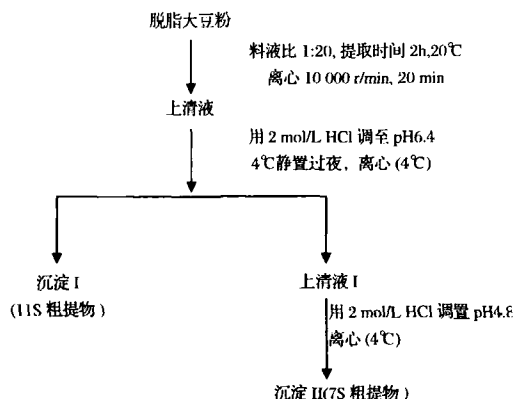 脱脂大豆粉
料液比 1:20, 提取时间 2h,20℃
离心 10 000 r/min, 20 min
上清液
用 2 mol/L HCl 调至 pH6.4
4℃静置过夜, 离心 (4℃)
沉淀 I
(11S 粗提物)
上清液 I
用 2 mol/L HCl 调置 pH4.8
离心 (4℃)
沉淀 II(7S 粗提物)